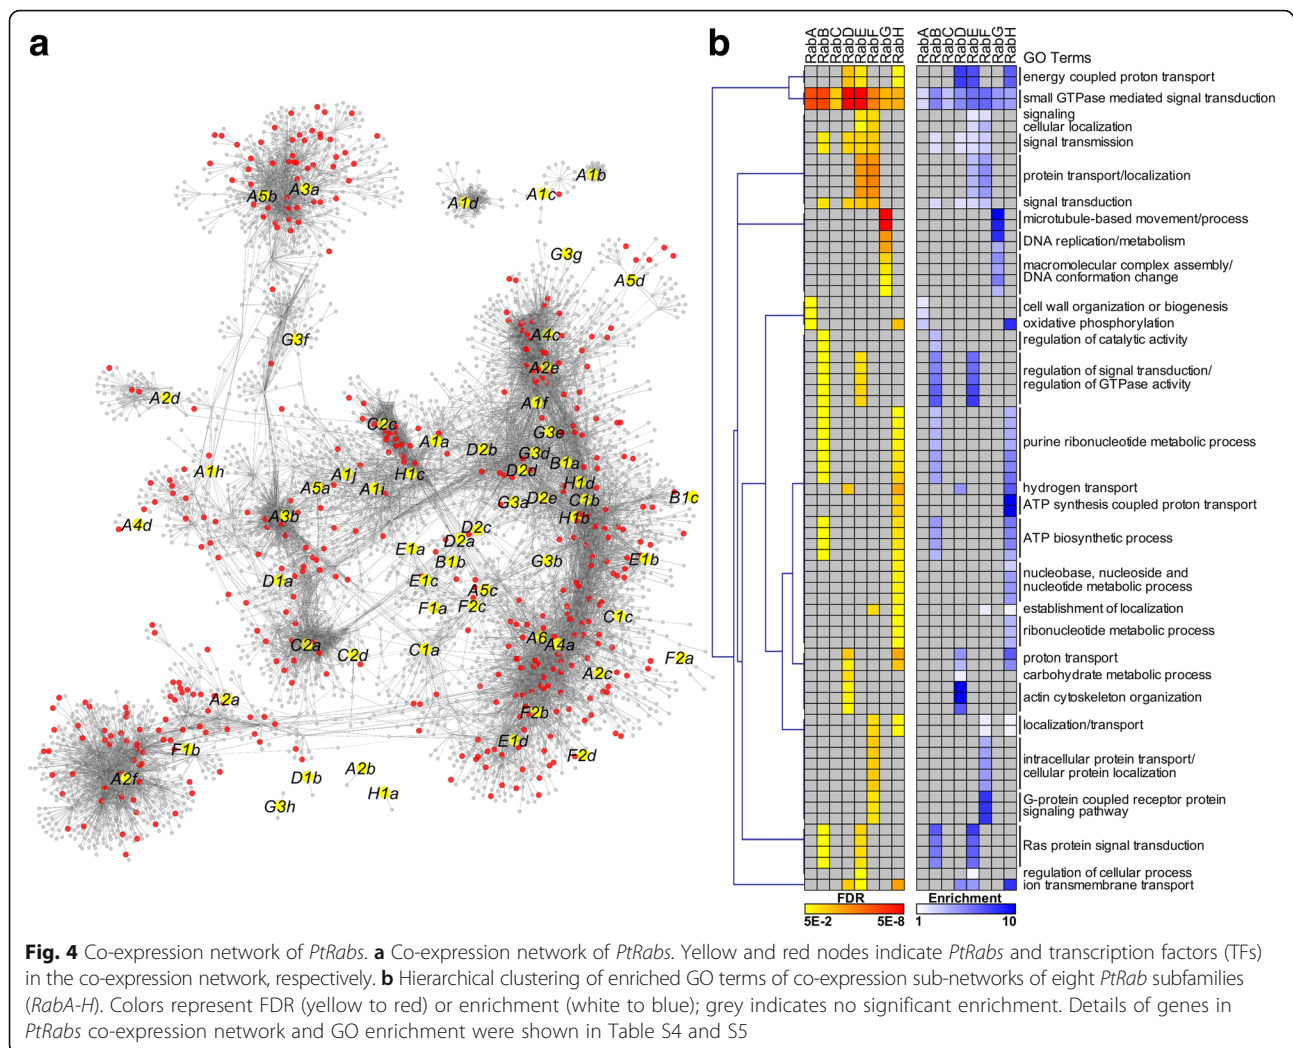 a
b
RabA
RabB
RabC
RabD
RabE
RabF
RabG
RabH
RabA
RabB
RabC
RabD
RabE
RabF
RabG
RabH
GO Terms
energy coupled proton transport
small GTPase mediated signal transduction
signaling
cellular localization
signal transmission
protein transport/localization
signal transduction
microtubule-based movement/process
DNA replication/metabolism
macromolecular complex assembly/
DNA conformation change
cell wall organization or biogenesis
oxidative phosphorylation
regulation of catalytic activity
regulation of signal transduction/
regulation of GTPase activity
purine ribonucleotide metabolic process
hydrogen transport
ATP synthesis coupled proton transport
ATP biosynthetic process
nucleobase, nucleoside and
nucleotide metabolic process
establishment of localization
ribonucleotide metabolic process
proton transport
carbohydrate metabolic process
actin cytoskeleton organization
localization/transport
intracellular protein transport/
cellular protein localization
G-protein coupled receptor protein
signaling pathway
Ras protein signal transduction
regulation of cellular process
ion transmembrane transport
FDR
Enrichment
5E-2 5E-8
1 10
A5b
A3a
A1d
A1c
A1b
G3g
A5d
G3f
A4c
A2e
A2d
A1f
C2c
A1a
G3e
D2b
G3d
B1a
A1h
A1j
H1c
D2d
A5a
A1i
H1d
A3b
G3a
D2e
C1b
B1c
A4d
H1b
D2c
D2a
E1a
B1b
G3b
E1b
D1a
E1c
A5c
F1a
F2c
C1c
C2a
C2d
C1a
A6
A4a
F2a
A2c
A2a
F2b
F1b
E1d
F2d
A2f
D1b
A2b
H1a
G3h
Fig. 4 Co-expression network of PtRabs. a Co-expression network of PtRabs. Yellow and red nodes indicate PtRabs and transcription factors (TFs)
in the co-expression network, respectively. b Hierarchical clustering of enriched GO terms of co-expression sub-networks of eight PtRab subfamilies
(RabA-H). Colors represent FDR (yellow to red) or enrichment (white to blue); grey indicates no significant enrichment. Details of genes in
PtRabs co-expression network and GO enrichment were shown in Table S4 and S5